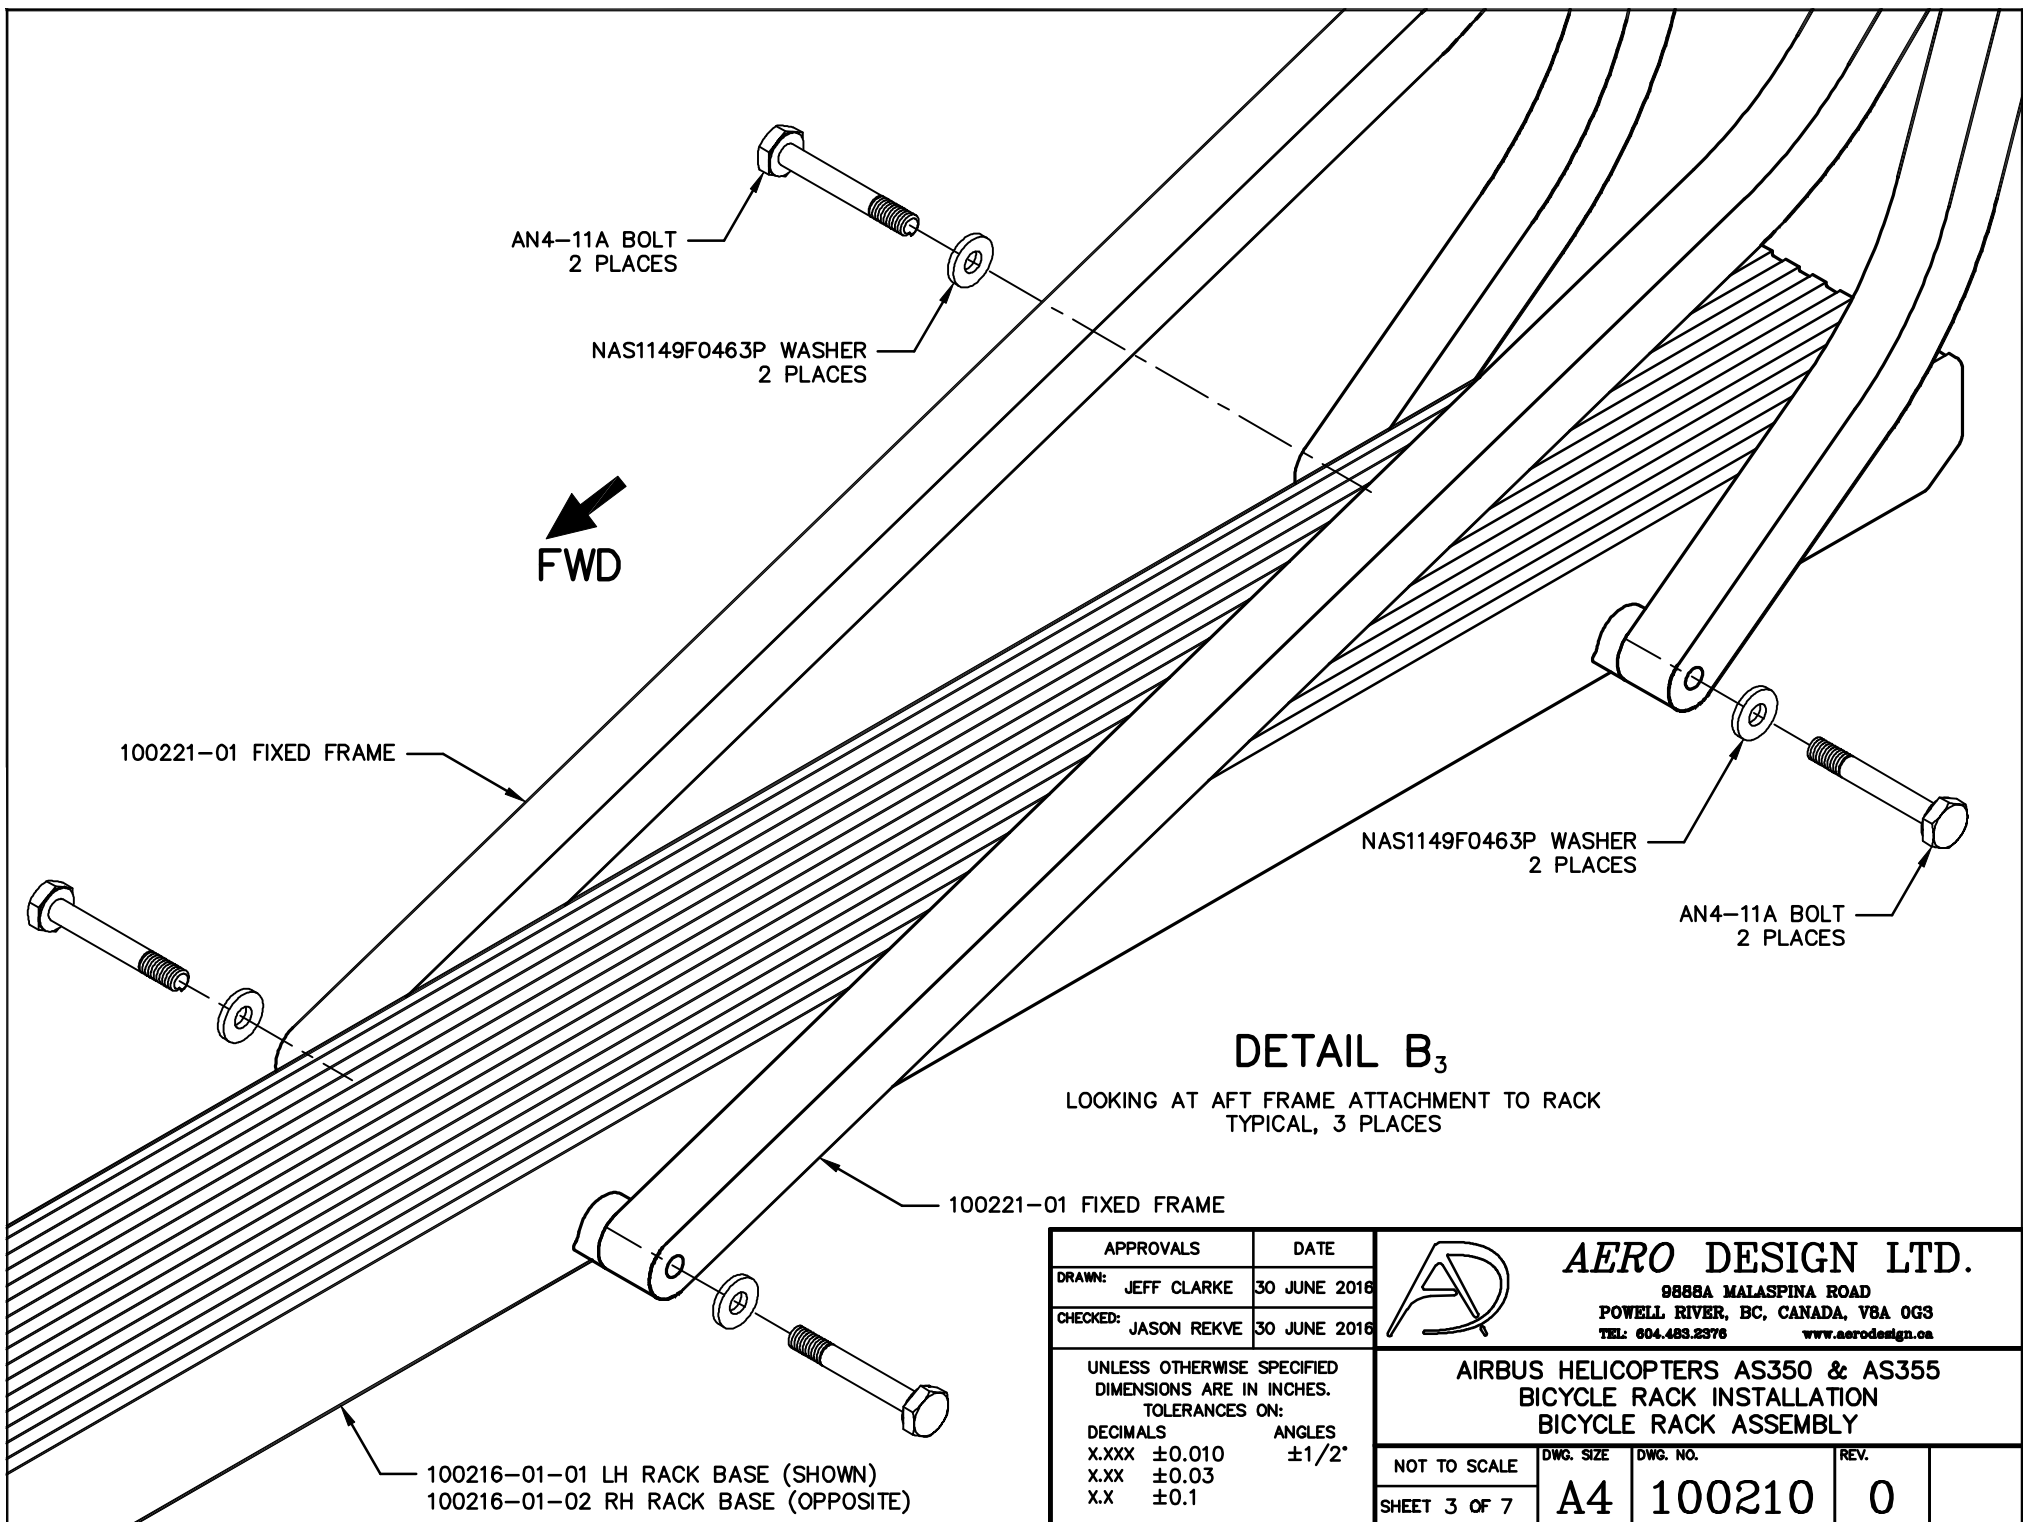 AN4-11A BOLT
2 PLACES
NAS1149F0463P WASHER
2 PLACES
FWD
100221-01 FIXED FRAME
NAS1149F0463P WASHER
2 PLACES
AN4-11A BOLT
2 PLACES
DETAIL B3
LOOKING AT AFT FRAME ATTACHMENT TO RACK
TYPICAL, 3 PLACES
100221-01 FIXED FRAME
100216-01-01 LH RACK BASE (SHOWN)
100216-01-02 RH RACK BASE (OPPOSITE)
APPROVALS DATE
DRAWN: JEFF CLARKE 30 JUNE 2016
CHECKED: JASON REKVE 30 JUNE 2016
UNLESS OTHERWISE SPECIFIED
DIMENSIONS ARE IN INCHES.
TOLERANCES ON:
DECIMALS ANGLES
X.XXX ±0.010 ±1/2°
X.XX ±0.03
X.X ±0.1
AD
AERO DESIGN LTD.
9888A MALASPINA ROAD
POWELL RIVER, BC, CANADA, V8A 0G3
TEL: 604.483.2376 www.aerodesign.ca
AIRBUS HELICOPTERS AS350 & AS355
BICYCLE RACK INSTALLATION
BICYCLE RACK ASSEMBLY
NOT TO SCALE
SHEET 3 OF 7
DWG. SIZE
A4
DWG. NO.
100210
REV.
0